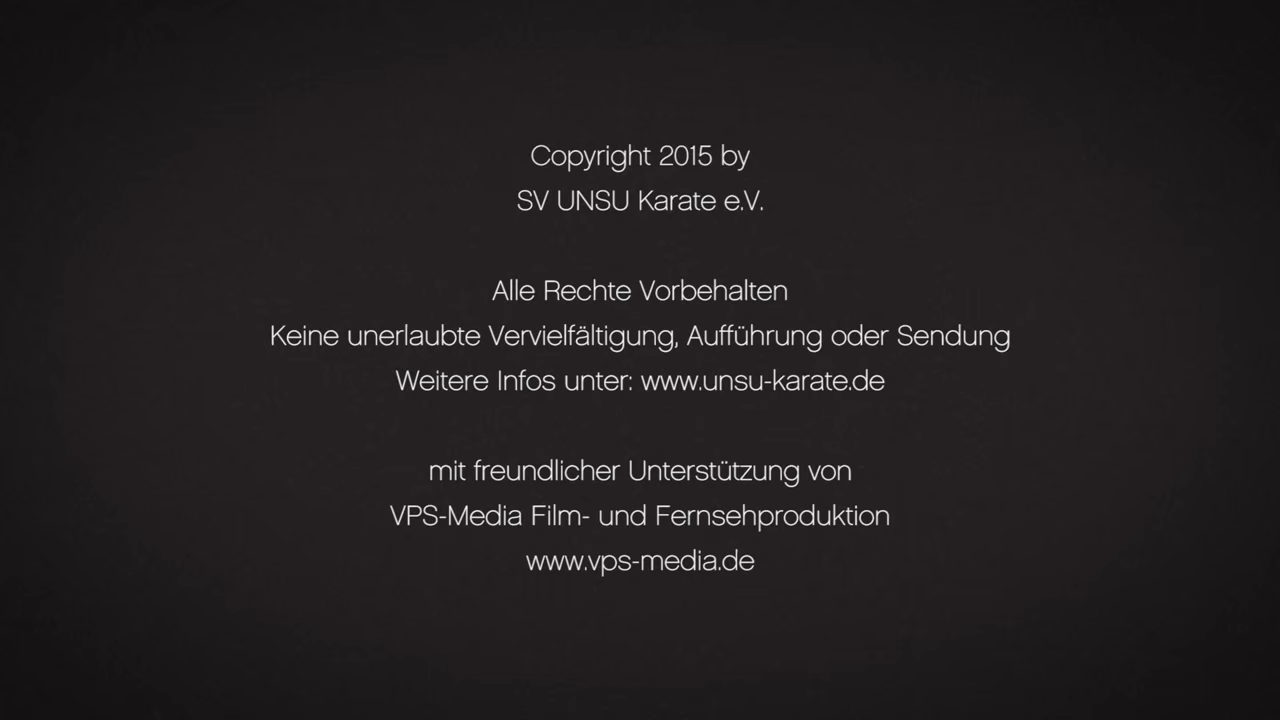 Copyright 2015 by
SV UNSU Karate e.V.
Alle Rechte Vorbehalten
Keine unerlaubte Vervielfältigung, Aufführung oder Sendung
Weitere Infos unter: www.unsu-karate.de
mit freundlicher Unterstützung von
VPS-Media Film- und Fernsehproduktion
www.vps-media.de